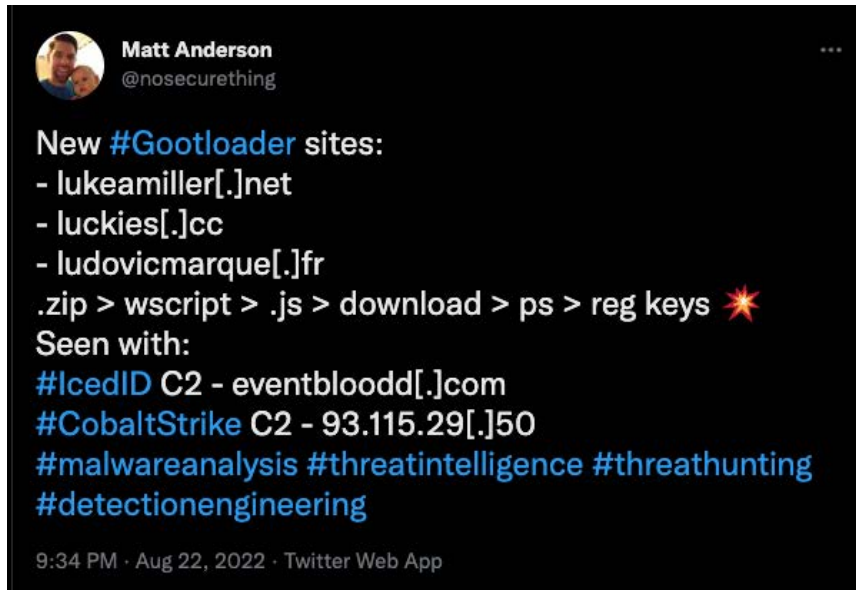 Matt Anderson
@nosecurething
New #Gootloader sites:
- lukeamiller[.]net
- luckies[.]cc
- ludovicmarque[.]fr
.zip > wscript > .js > download > ps > reg keys 💥
Seen with:
#IcedID C2 - eventbloodd[.]com
#CobaltStrike C2 - 93.115.29[.]50
#malwareanalysis #threatintelligence #threathunting
#detectionengineering
9:34 PM · Aug 22, 2022 · Twitter Web App